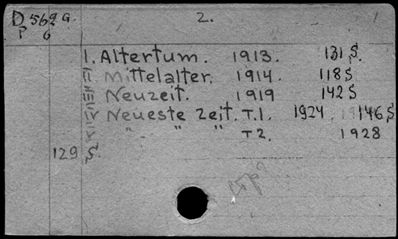 D 562 a. 2.
P 6
I. Altertum. 1913. 131 S.
II. Mittelalter. 1914. 118 S
III Neuzeit. 1919 142 S
IV Neueste Zeit. T.1. 1924. 146 S.
" " " T 2. 1928
129 S.